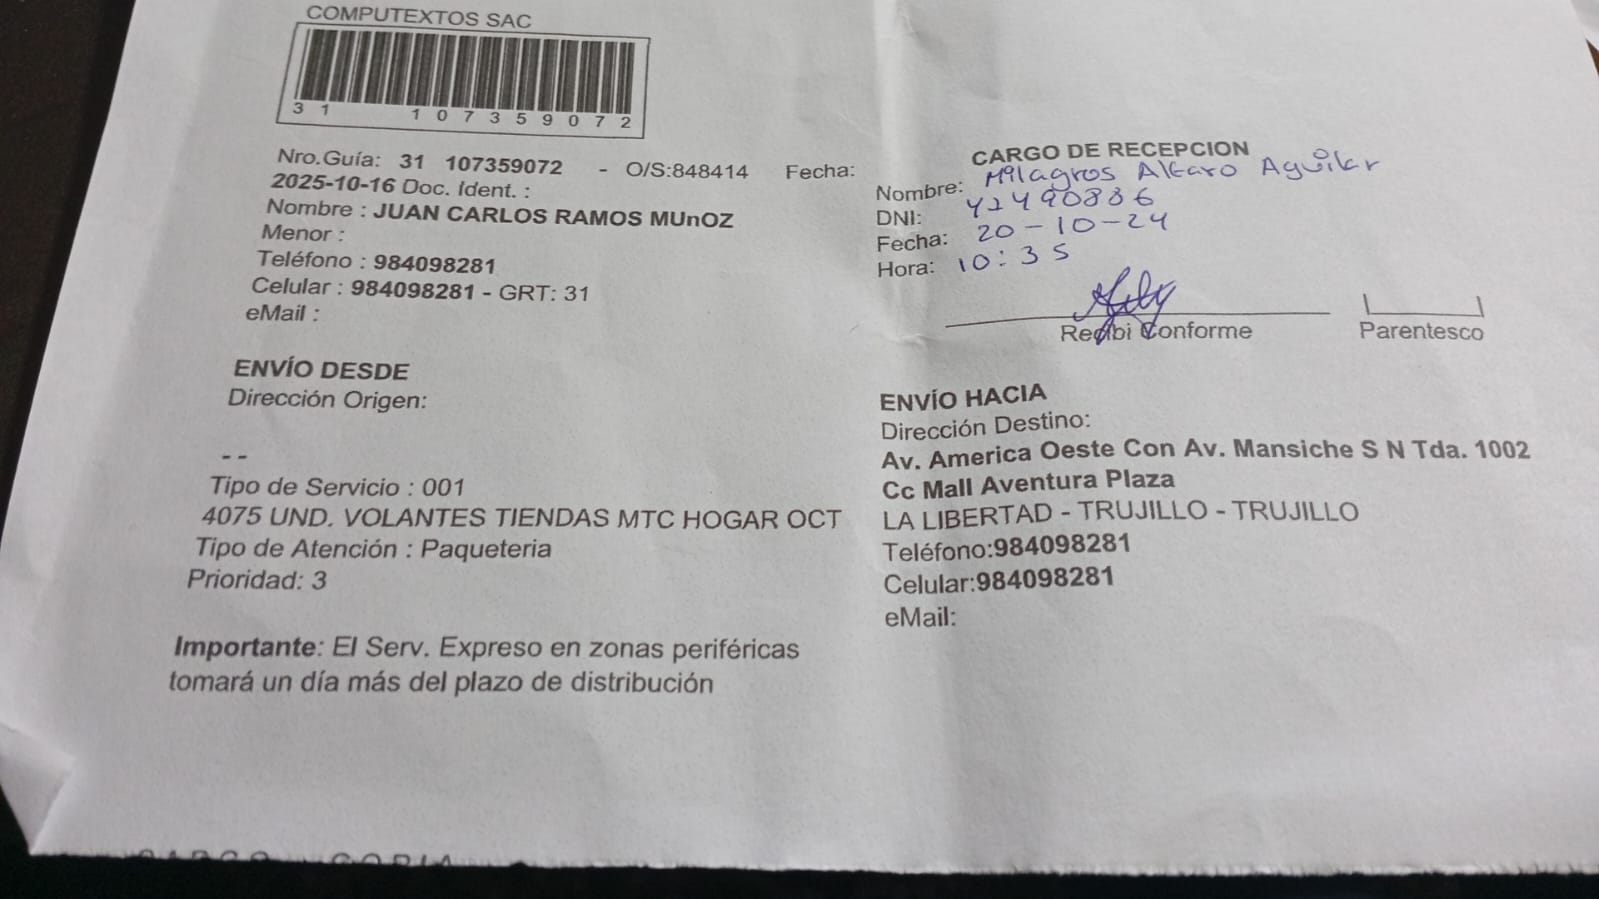 COMPUTEXTOS SAC
31 107359072
Nro.Guía: 31 107359072 - O/S:848414 Fecha:
2025-10-16 Doc. Ident. :
Nombre : JUAN CARLOS RAMOS MUnOZ
Menor :
Teléfono : 984098281
Celular : 984098281 - GRT: 31
eMail :
CARGO DE RECEPCION
Nombre: Milagros Alfaro Aguilar
DNI:
Fecha: 20-10-24
Hora: 10:35
Recibi Conforme
Parentesco
ENVÍO DESDE
Dirección Origen:
--
Tipo de Servicio : 001
4075 UND. VOLANTES TIENDAS MTC HOGAR OCT
Tipo de Atención : Paqueteria
Prioridad: 3
ENVÍO HACIA
Dirección Destino:
Av. America Oeste Con Av. Mansiche S N Tda. 1002
Cc Mall Aventura Plaza
LA LIBERTAD - TRUJILLO - TRUJILLO
Teléfono:984098281
Celular:984098281
eMail:
Importante: El Serv. Expreso en zonas periféricas
tomará un día más del plazo de distribución